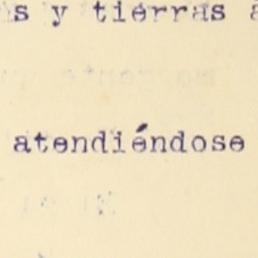 s y tierras a
atendiéndose